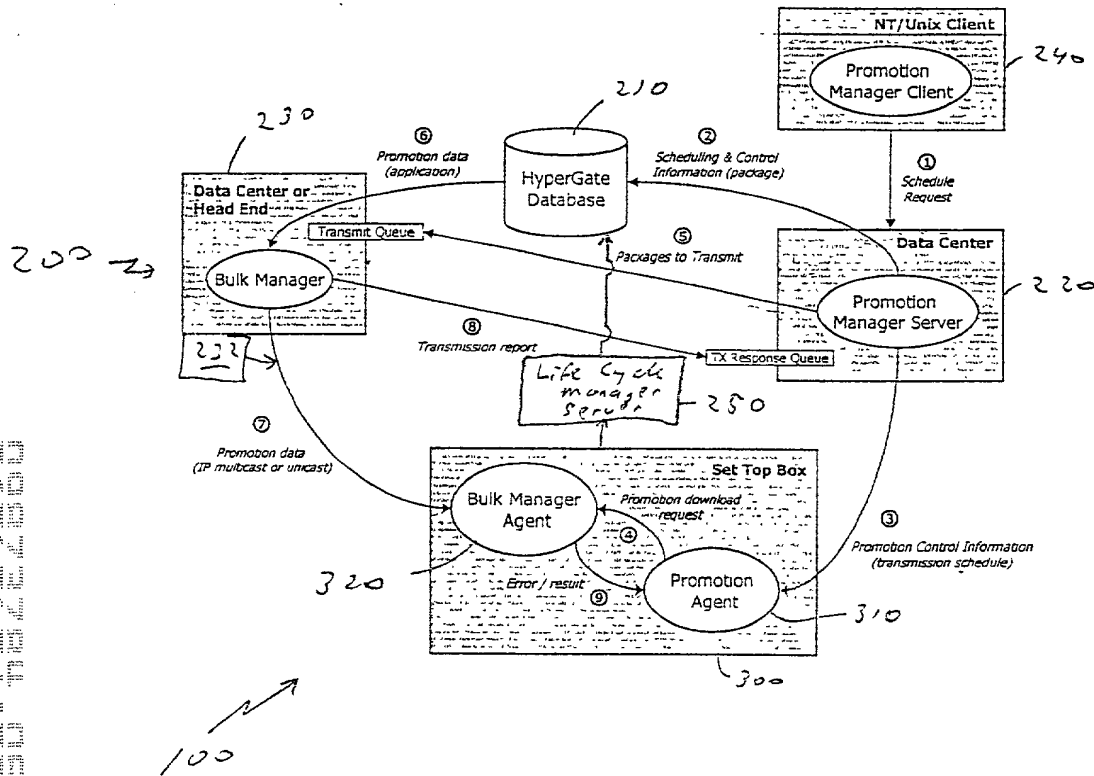 NT/Unix Client
Promotion
Manager Client
240
210
230
⑥
Promotion data
(application)
HyperGate
Database
②
Scheduling & Control
Information (package)
①
Schedule
Request
Data Center or
Head End
Transmit Queue
Bulk Manager
200
⑤
Packages to Transmit
Data Center
Promotion
Manager Server
220
⑧
Transmission report
TX Response Queue
232
Life Cycle
manager
server
250
⑦
Promotion data
(IP multicast or unicast)
Set Top Box
Bulk Manager
Agent
Promotion download
request
④
③
Promotion Control Information
(transmission schedule)
320
Error / result
⑨
Promotion
Agent
310
300
100